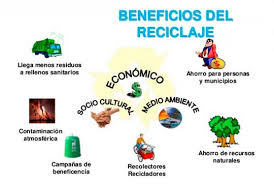 BENEFICIOS DEL
RECICLAJE
Llega menos residuos
a rellenos sanitarios
Ahorro para personas
y municipios
ECONÓMICO
SOCIO CULTURAL
MEDIO AMBIENTE
Contaminación
atmosférica
Ahorro de recursos
naturales
Campañas de
beneficencia
Recolectores
Recicladores